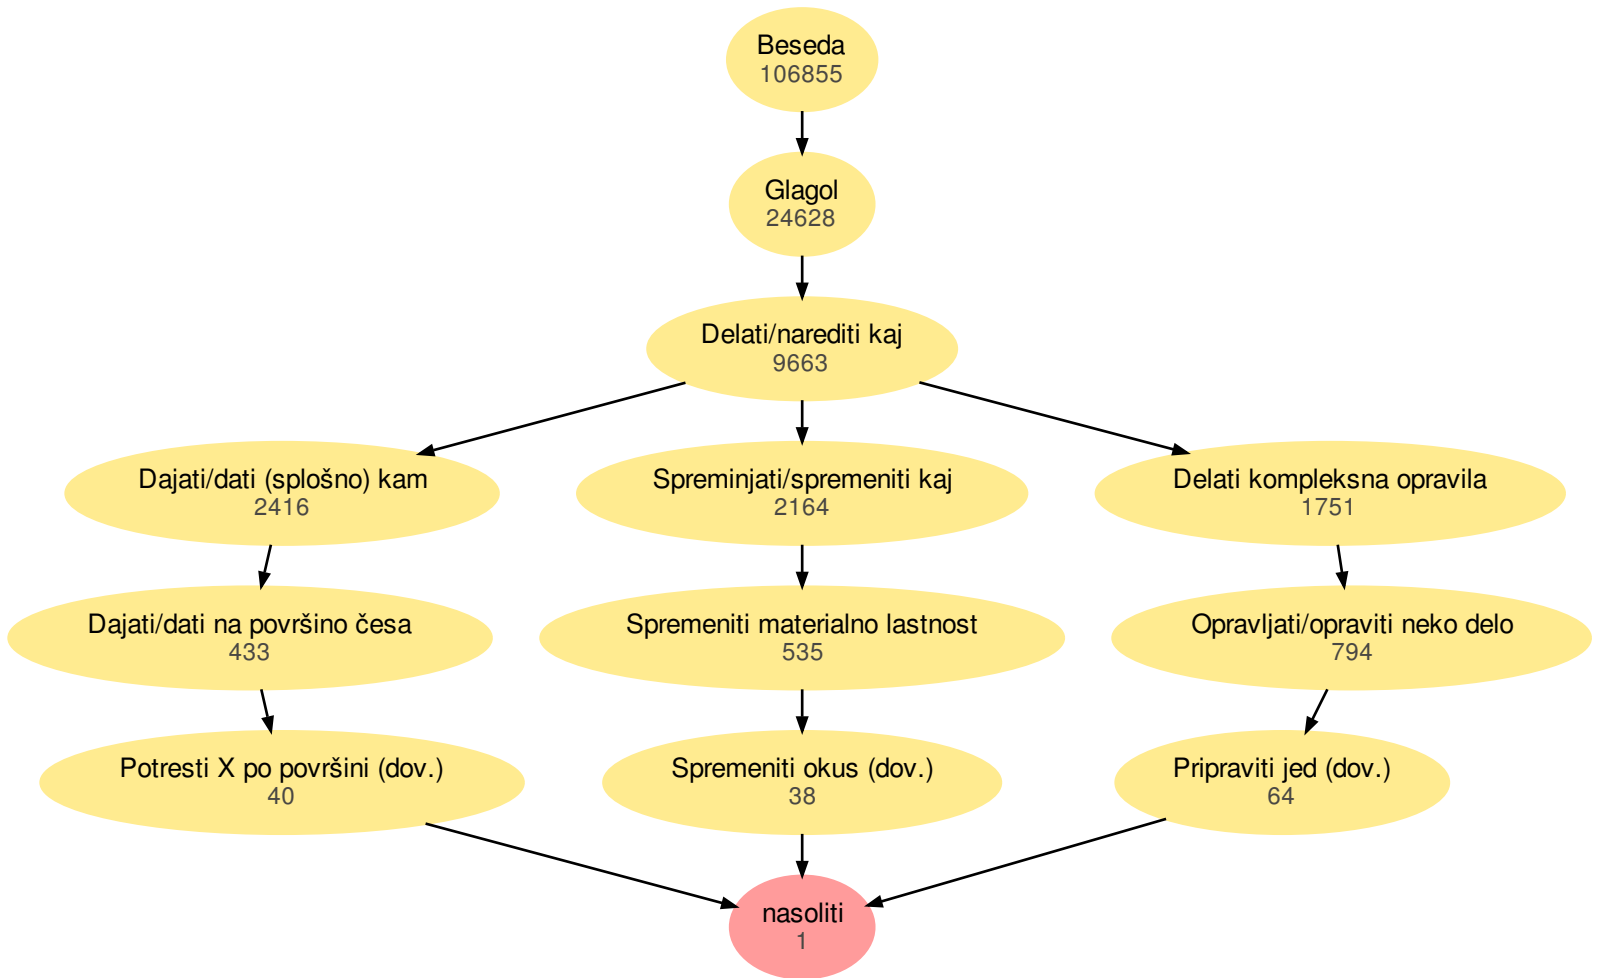 Beseda
106855
Glagol
24628
Delati/narediti kaj
9663
Dajati/dati (splošno) kam
2416
Spreminjati/spremeniti kaj
2164
Delati kompleksna opravila
1751
Dajati/dati na površino česa
433
Spremeniti materialno lastnost
535
Opravljati/opraviti neko delo
794
Potresti X po površini (dov.)
40
Spremeniti okus (dov.)
38
Pripraviti jed (dov.)
64
nasoliti
1